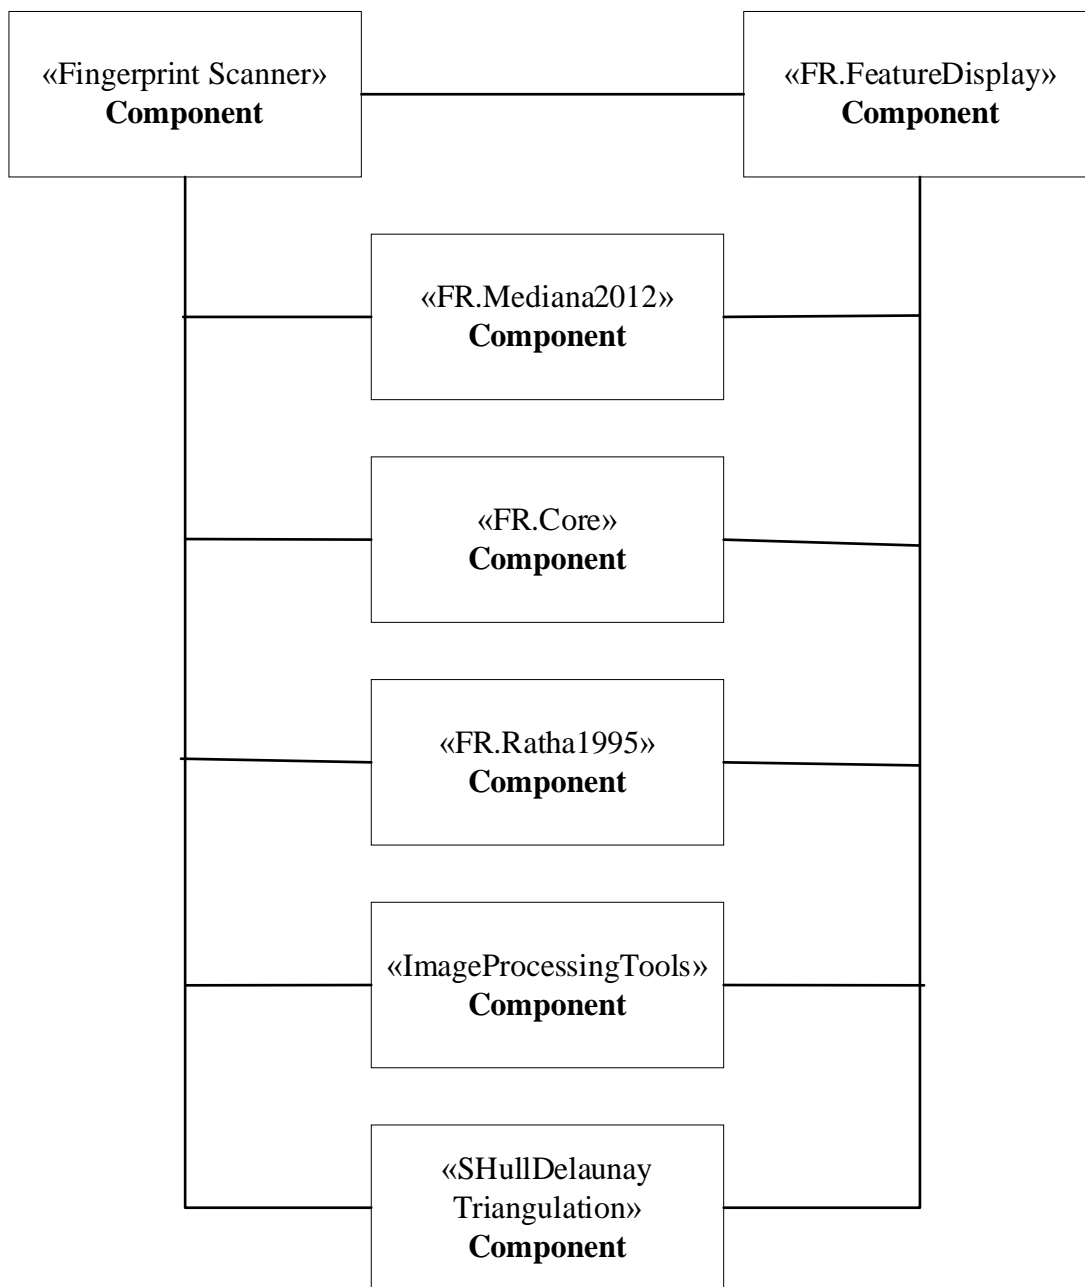 «Fingerprint Scanner»
Component
«FR.FeatureDisplay»
Component
«FR.Mediana2012»
Component
«FR.Core»
Component
«FR.Ratha1995»
Component
«ImageProcessingTools»
Component
«SHullDelaunay
Triangulation»
Component